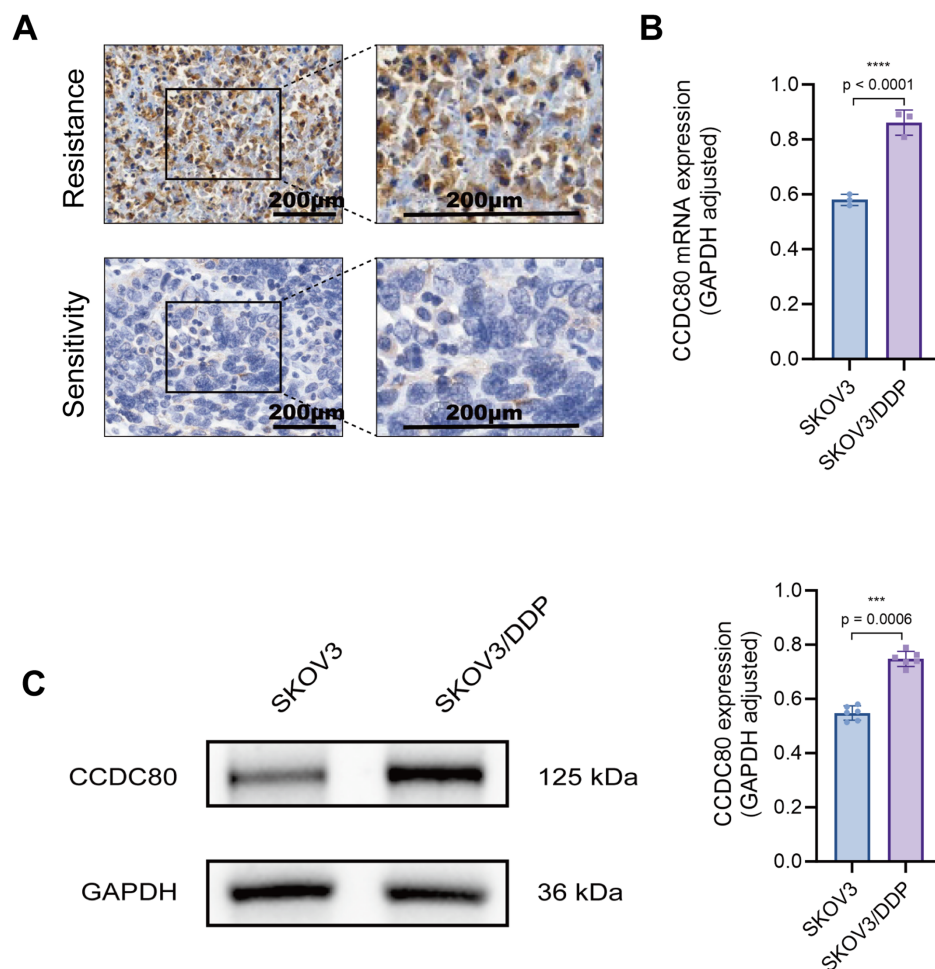 A
Resistance
200μm
200μm
Sensitivity
200μm
200μm
B
CCDC80 mRNA expression
(GAPDH adjusted)
1.0
0.8
0.6
0.4
0.2
0.0
****
p < 0.0001
SKOV3
SKOV3/DDP
C
SKOV3
SKOV3/DDP
CCDC80
125 kDa
GAPDH
36 kDa
CCDC80 expression
(GAPDH adjusted)
1.0
0.8
0.6
0.4
0.2
0.0
***
p = 0.0006
SKOV3
SKOV3/DDP